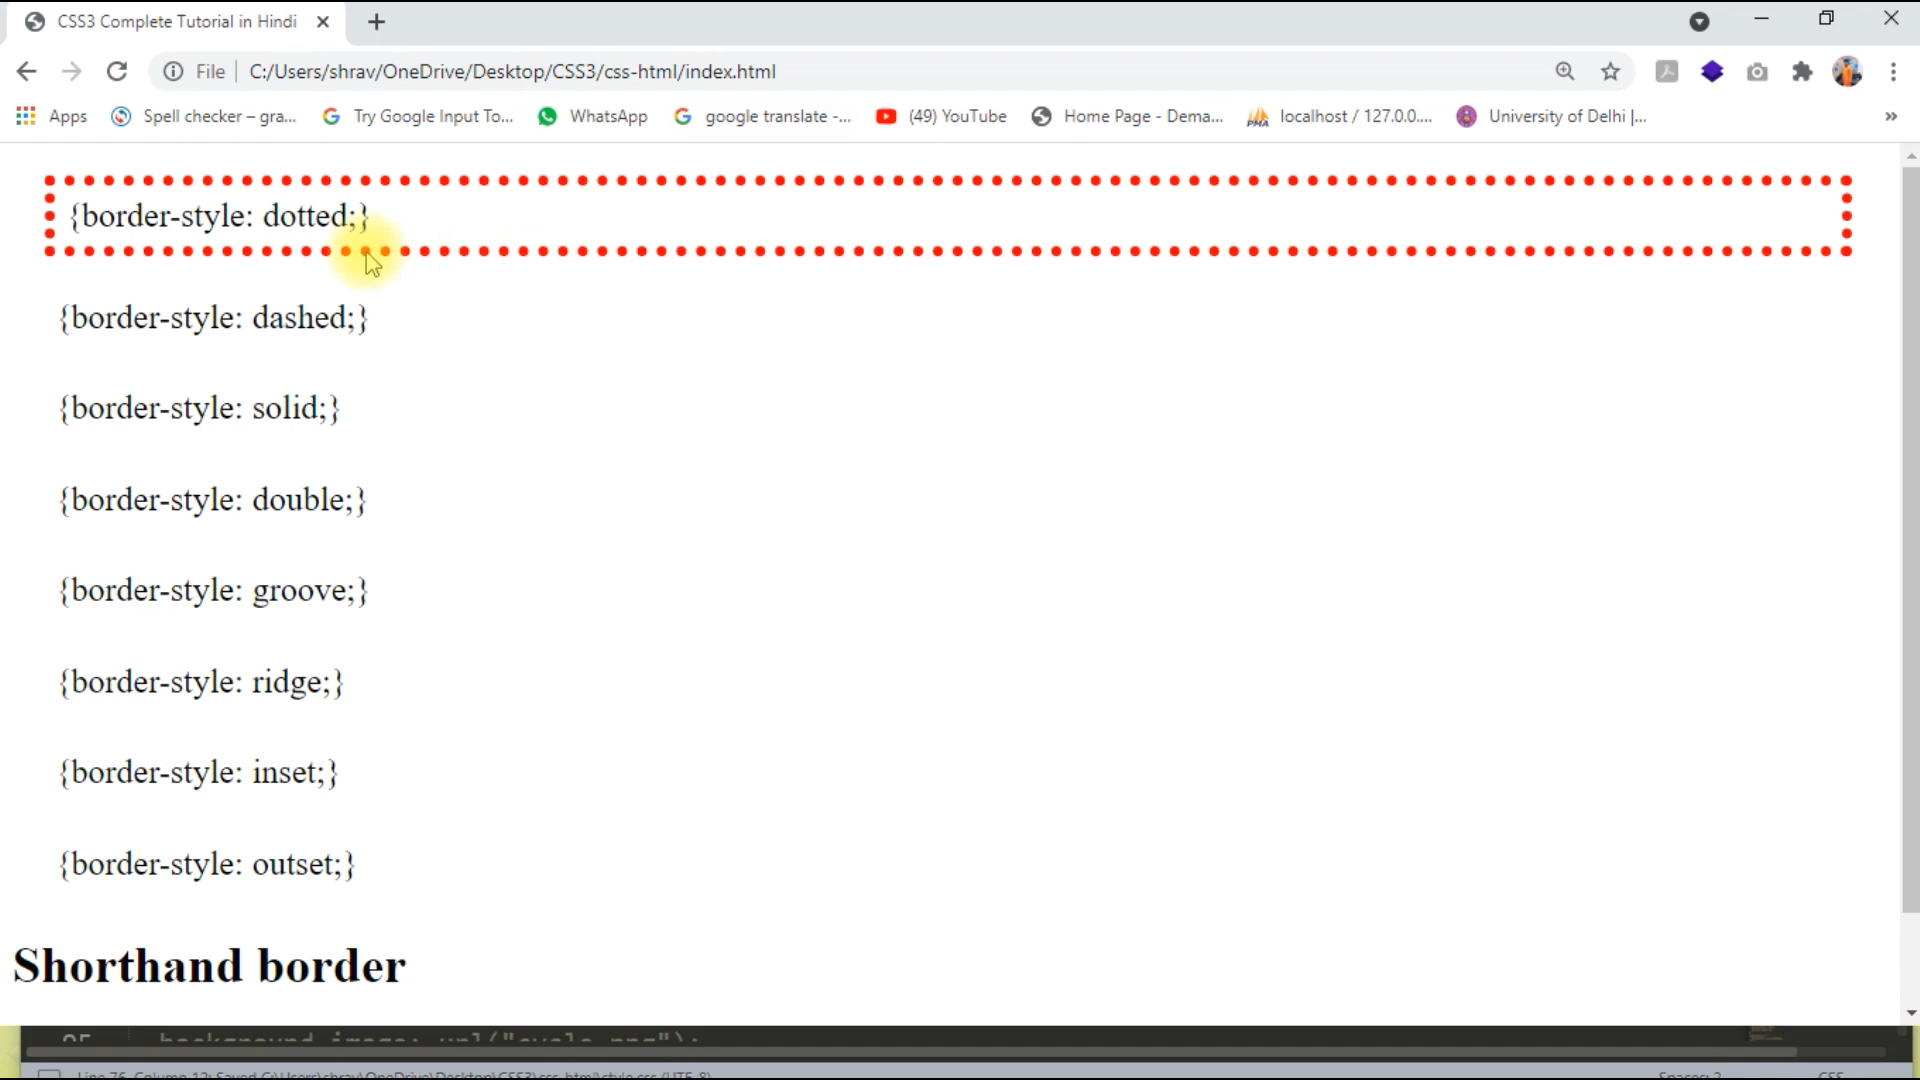 CSS3 Complete Tutorial in Hindi
File C:/Users/shrav/OneDrive/Desktop/CSS3/css-html/index.html
Apps Spell checker – gra... Try Google Input To... WhatsApp google translate -... (49) YouTube Home Page - Dema... localhost / 127.0.0.... University of Delhi |...
{border-style: dotted;}
{border-style: dashed;}
{border-style: solid;}
{border-style: double;}
{border-style: groove;}
{border-style: ridge;}
{border-style: inset;}
{border-style: outset;}
Shorthand border